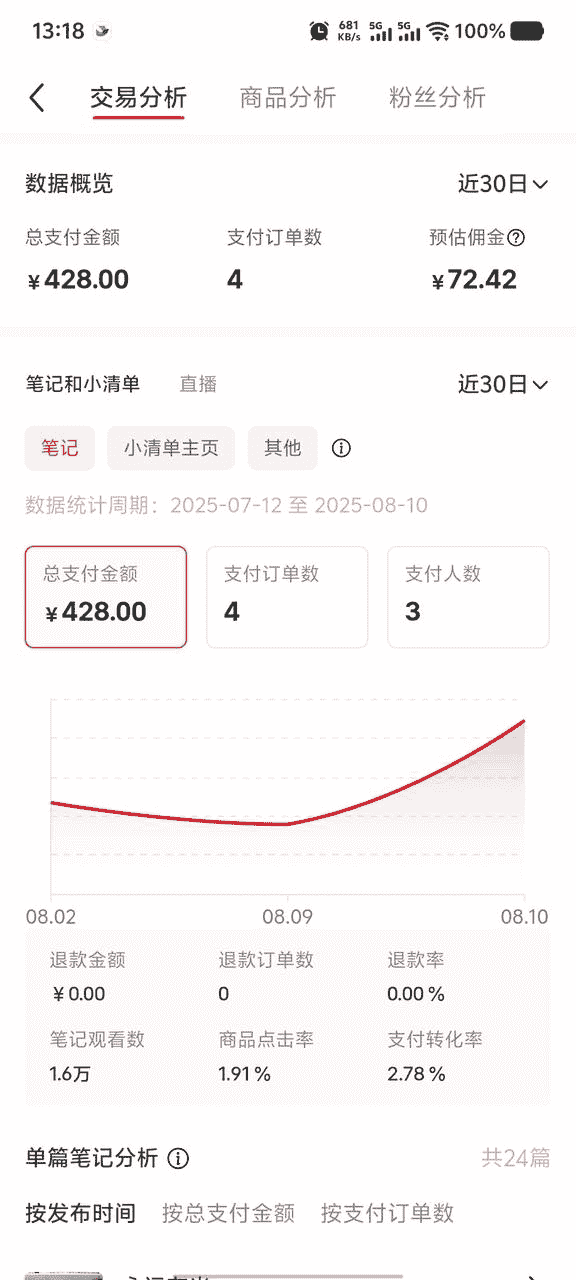 13:18 681 KB/s 5G 5G 100%
交易分析 商品分析 粉丝分析
数据概览 近30日
总支付金额 支付订单数 预估佣金?
¥428.00 4 ¥72.42
笔记和小清单 直播 近30日
笔记 小清单主页 其他
数据统计周期：2025-07-12 至 2025-08-10
总支付金额 支付订单数 支付人数
¥428.00 4 3
08.02 08.09 08.10
退款金额 退款订单数 退款率
¥0.00 0 0.00%
笔记观看数 商品点击率 支付转化率
1.6万 1.91% 2.78%
单篇笔记分析 共24篇
按发布时间 按总支付金额 按支付订单数